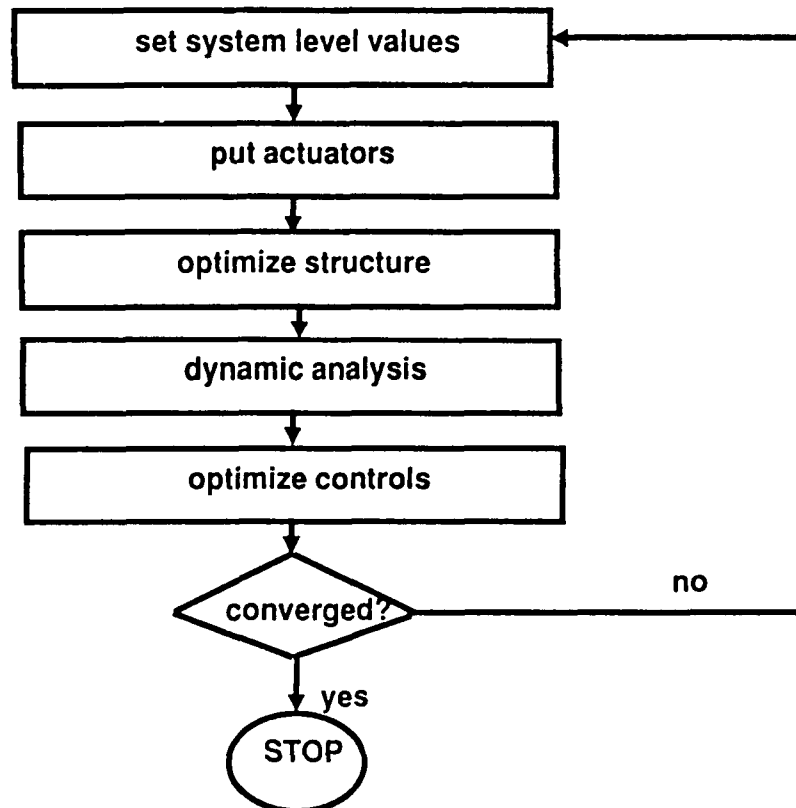 set system level values
put actuators
optimize structure
dynamic analysis
optimize controls
converged?
no
yes
STOP